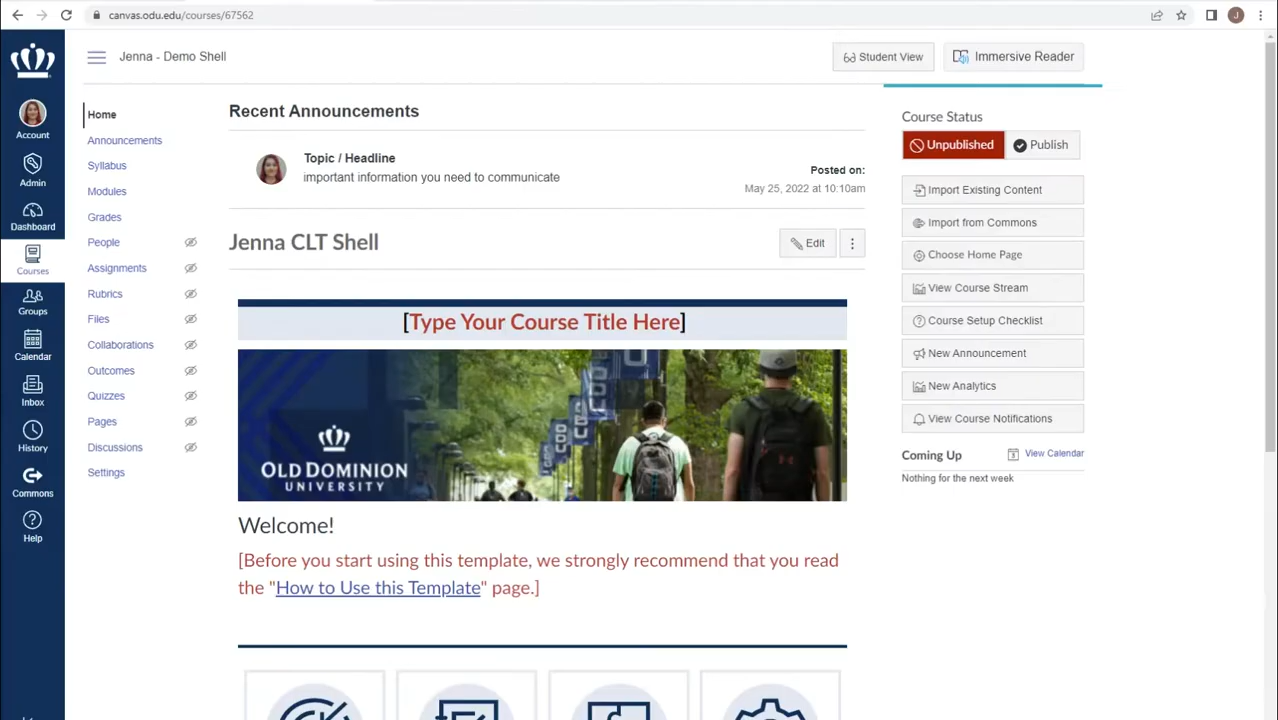 canvas.odu.edu/courses/67562
J
Jenna - Demo Shell
Student View
Immersive Reader
Account
Admin
Dashboard
Courses
Groups
Calendar
Inbox
History
Commons
Help
Home
Announcements
Syllabus
Modules
Grades
People
Assignments
Rubrics
Files
Collaborations
Outcomes
Quizzes
Pages
Discussions
Settings
Recent Announcements
Topic / Headline
important information you need to communicate
Posted on:
May 25, 2022 at 10:10am
Jenna CLT Shell
Edit
[Type Your Course Title Here]
OLD DOMINION
UNIVERSITY
Welcome!
[Before you start using this template, we strongly recommend that you read
the "How to Use this Template" page.]
Course Status
Unpublished
Publish
Import Existing Content
Import from Commons
Choose Home Page
View Course Stream
Course Setup Checklist
New Announcement
New Analytics
View Course Notifications
Coming Up
View Calendar
Nothing for the next week